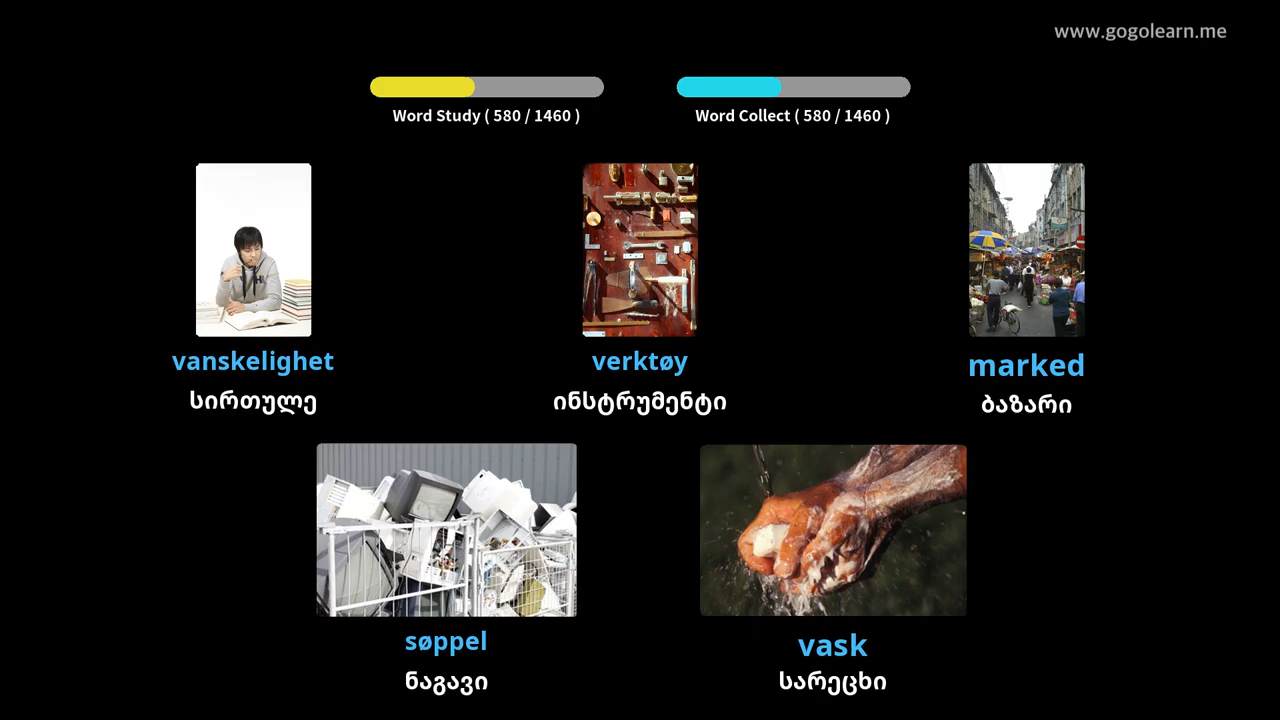 www.gogolearn.me
Word Study ( 580 / 1460 )
Word Collect ( 580 / 1460 )
vanskelighet
სირთულე
verktøy
ინსტრუმენტი
marked
ბაზარი
søppel
ნაგავი
vask
სარეცხი